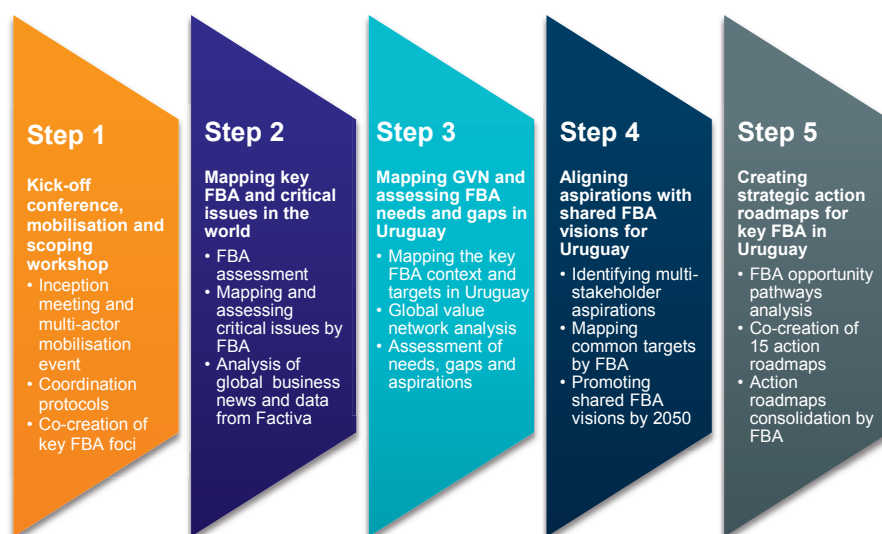 Step 1
Kick-off
conference,
mobilisation and
scoping
workshop
• Inception
meeting and
multi-actor
mobilisation
event
• Coordination
protocols
• Co-creation of
key FBA foci
Step 2
Mapping key
FBA and critical
issues in the
world
• FBA
assessment
• Mapping and
assessing
critical issues by
FBA
• Analysis of
global business
news and data
from Factiva
Step 3
Mapping GVN and
assessing FBA
needs and gaps in
Uruguay
• Mapping the key
FBA context and
targets in Uruguay
• Global value
network analysis
• Assessment of
needs, gaps and
aspirations
Step 4
Aligning
aspirations with
shared FBA
visions for
Uruguay
• Identifying multi-
stakeholder
aspirations
• Mapping
common targets
by FBA
• Promoting
shared FBA
visions by 2050
Step 5
Creating
strategic action
roadmaps for
key FBA in
Uruguay
• FBA opportunity
pathways
analysis
• Co-creation of
15 action
roadmaps
• Action
roadmaps
consolidation by
FBA